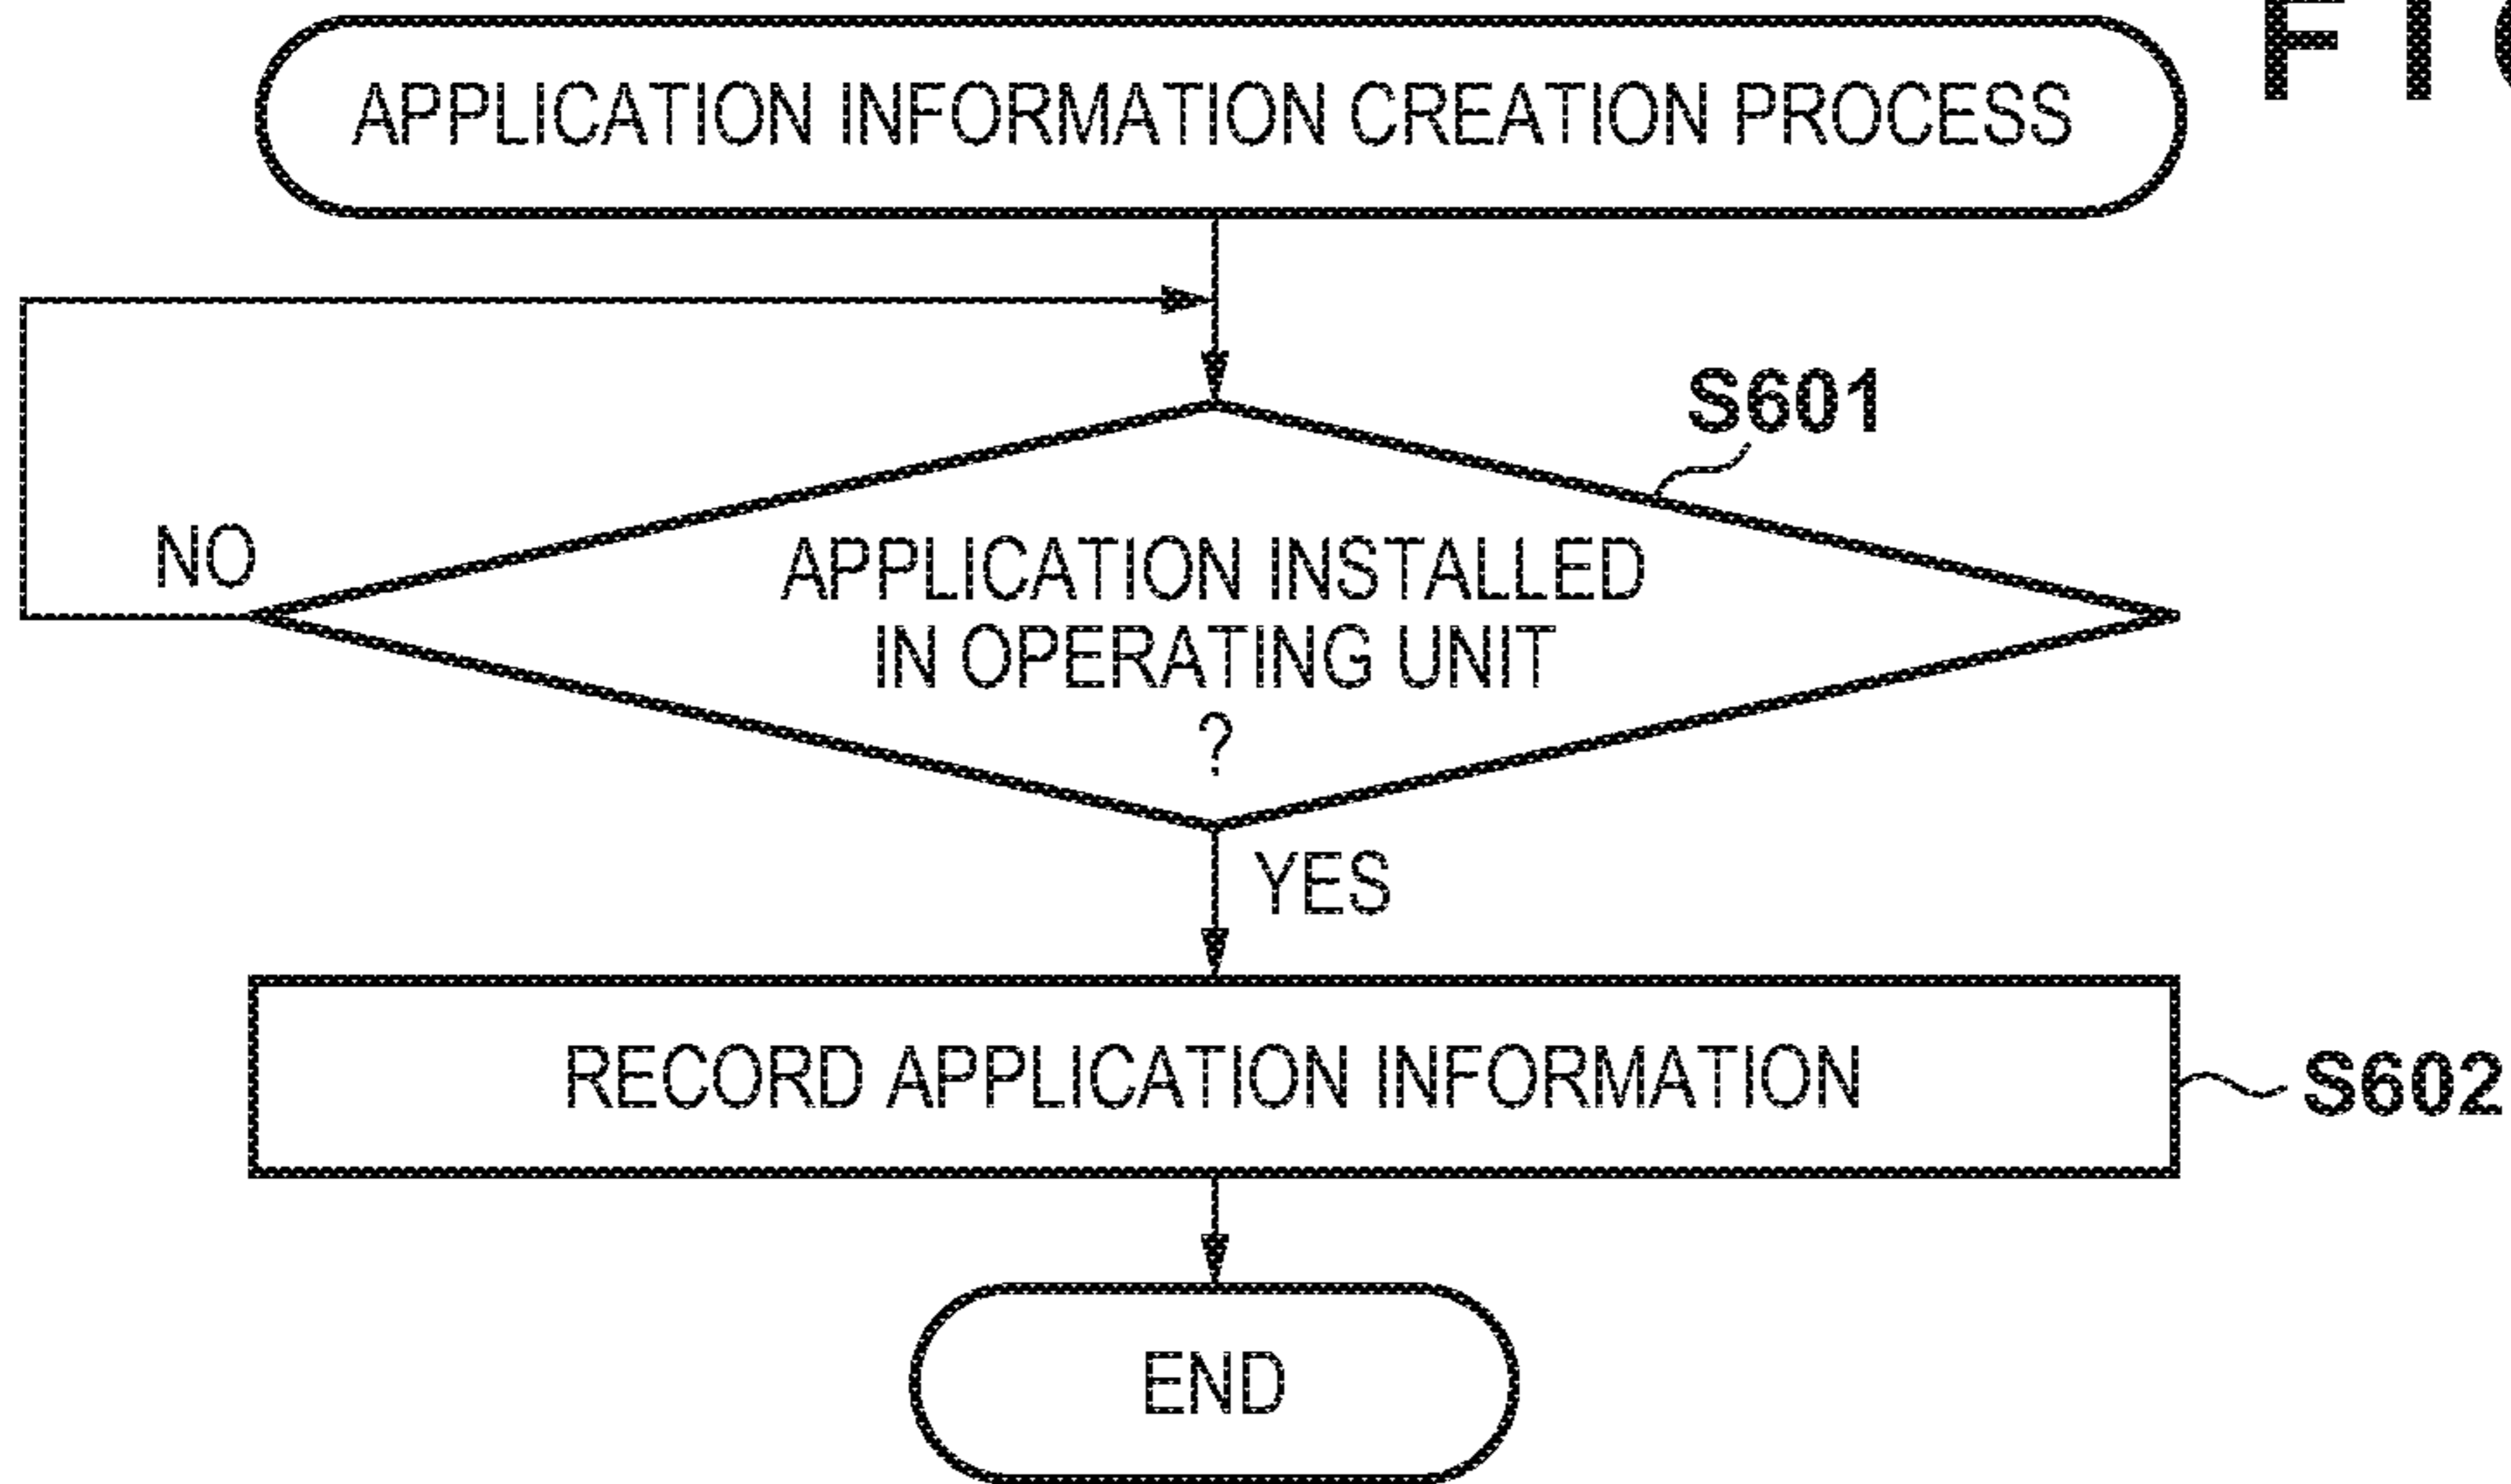 APPLICATION INFORMATION CREATION PROCESS
S601
NO
APPLICATION INSTALLED
IN OPERATING UNIT
?
YES
RECORD APPLICATION INFORMATION
S602
END